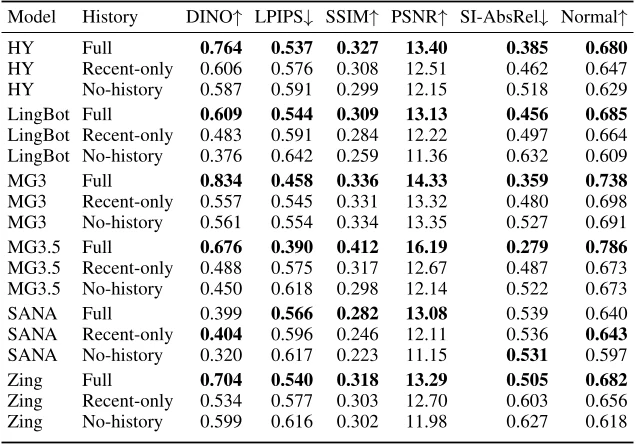 Model History DINO↑ LPIPS↓ SSIM↑ PSNR↑ SI-AbsRel↓ Normal↑
HY Full 0.764 0.537 0.327 13.40 0.385 0.680
HY Recent-only 0.606 0.576 0.308 12.51 0.462 0.647
HY No-history 0.587 0.591 0.299 12.15 0.518 0.629
LingBot Full 0.609 0.544 0.309 13.13 0.456 0.685
LingBot Recent-only 0.483 0.591 0.284 12.22 0.497 0.664
LingBot No-history 0.376 0.642 0.259 11.36 0.632 0.609
MG3 Full 0.834 0.458 0.336 14.33 0.359 0.738
MG3 Recent-only 0.557 0.545 0.331 13.32 0.480 0.698
MG3 No-history 0.561 0.554 0.334 13.35 0.527 0.691
MG3.5 Full 0.676 0.390 0.412 16.19 0.279 0.786
MG3.5 Recent-only 0.488 0.575 0.317 12.67 0.487 0.673
MG3.5 No-history 0.450 0.618 0.298 12.14 0.522 0.673
SANA Full 0.399 0.566 0.282 13.08 0.539 0.640
SANA Recent-only 0.404 0.596 0.246 12.11 0.536 0.643
SANA No-history 0.320 0.617 0.223 11.15 0.531 0.597
Zing Full 0.704 0.540 0.318 13.29 0.505 0.682
Zing Recent-only 0.534 0.577 0.303 12.70 0.603 0.656
Zing No-history 0.599 0.616 0.302 11.98 0.627 0.618